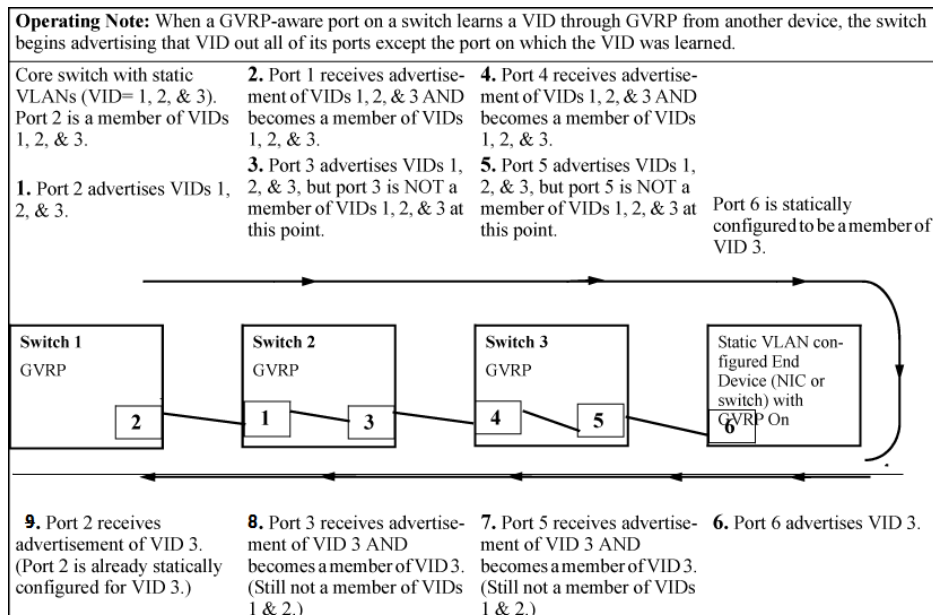 Operating Note: When a GVRP-aware port on a switch learns a VID through GVRP from another device, the switch
begins advertising that VID out all of its ports except the port on which the VID was learned.
Core switch with static
VLANs (VID= 1, 2, & 3).
Port 2 is a member of VIDs
1, 2, & 3.
1. Port 2 advertises VIDs 1,
2, & 3.
2. Port 1 receives advertise-
ment of VIDs 1, 2, & 3 AND
becomes a member of VIDs
1, 2, & 3.
3. Port 3 advertises VIDs 1,
2, & 3, but port 3 is NOT a
member of VIDs 1, 2, & 3 at
this point.
4. Port 4 receives advertise-
ment of VIDs 1, 2, & 3 AND
becomes a member of VIDs
1, 2, & 3.
5. Port 5 advertises VIDs 1,
2, & 3, but port 5 is NOT a
member of VIDs 1, 2, & 3 at
this point.
Port 6 is statically
configured to be a member of
VID 3.
Switch 1
GVRP
2
Switch 2
GVRP
1
3
Switch 3
GVRP
4
5
Static VLAN con-
figured End
Device (NIC or
switch) with
GVRP On
6
9. Port 2 receives
advertisement of VID 3.
(Port 2 is already statically
configured for VID 3.)
8. Port 3 receives advertise-
ment of VID 3 AND
becomes a member of VID 3.
(Still not a member of VIDs
1 & 2.)
7. Port 5 receives advertise-
ment of VID 3 AND
becomes a member of VID 3.
(Still not a member of VIDs
1 & 2.)
6. Port 6 advertises VID 3.